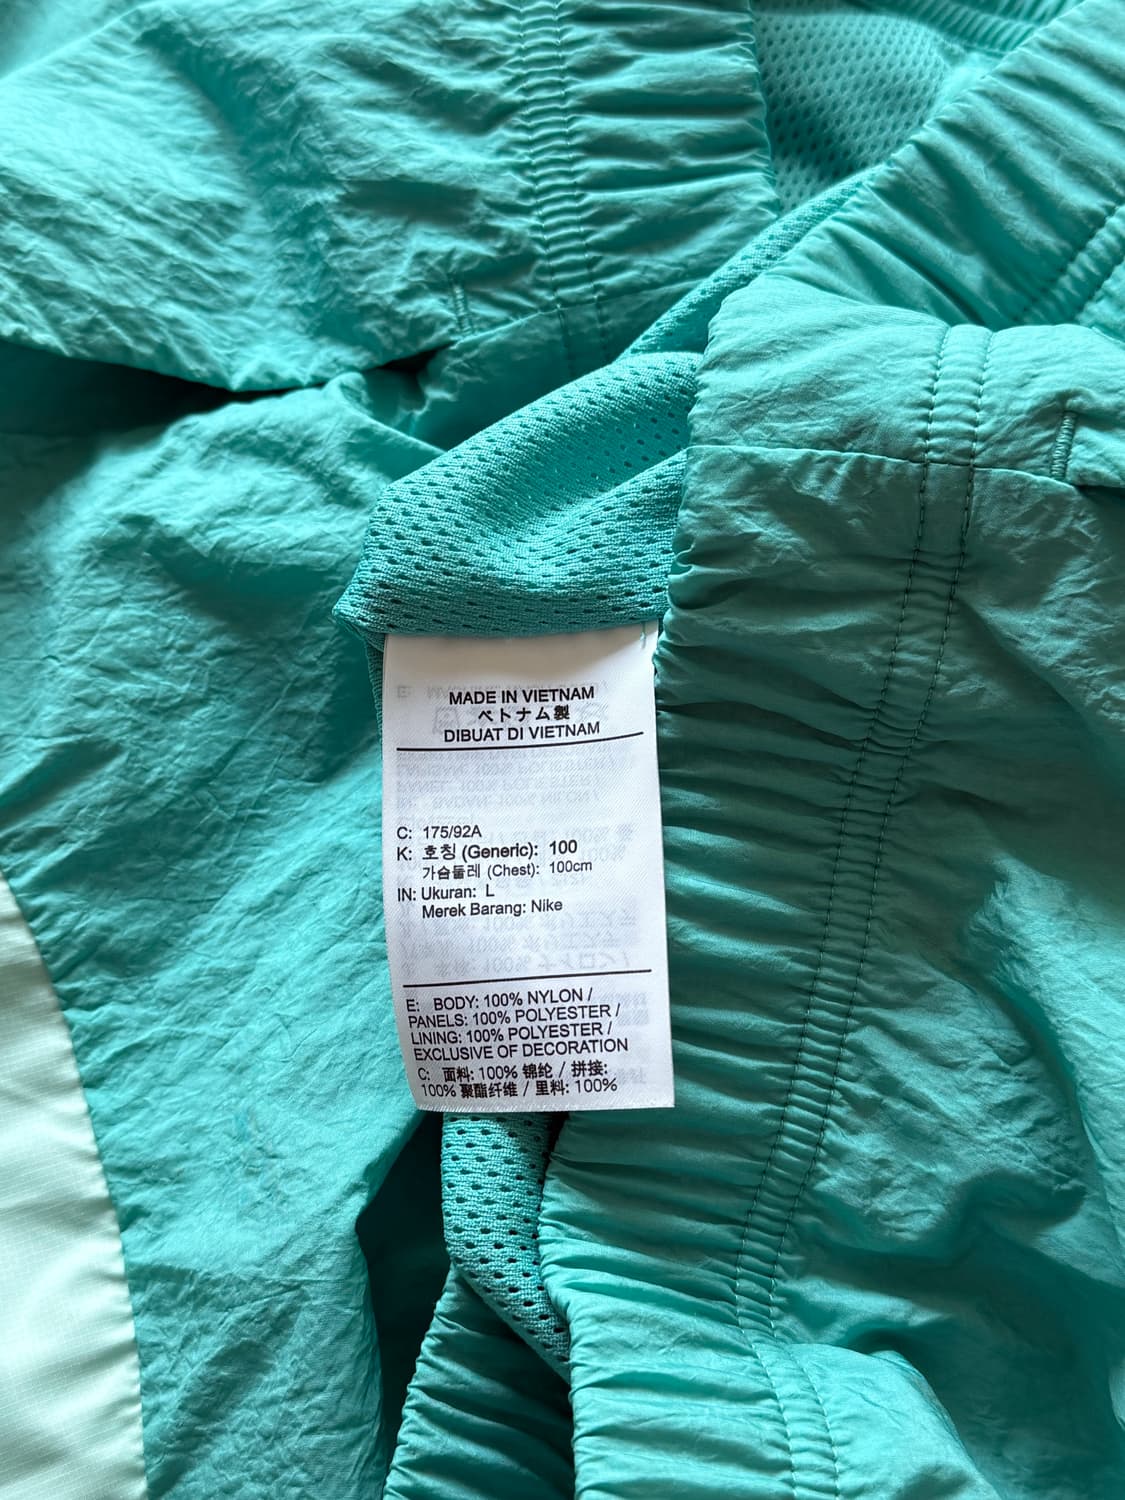 MADE IN VIETNAM
ベトナム製
DIBUAT DI VIETNAM
C: 175/92A
K: 호칭 (Generic): 100
가슴둘레 (Chest): 100cm
IN: Ukuran: L
Merek Barang: Nike
E: BODY: 100% NYLON /
PANELS: 100% POLYESTER /
LINING: 100% POLYESTER /
EXCLUSIVE OF DECORATION
C: 面料: 100% 锦纶 / 拼接:
100% 聚酯纤维 / 里料: 100%